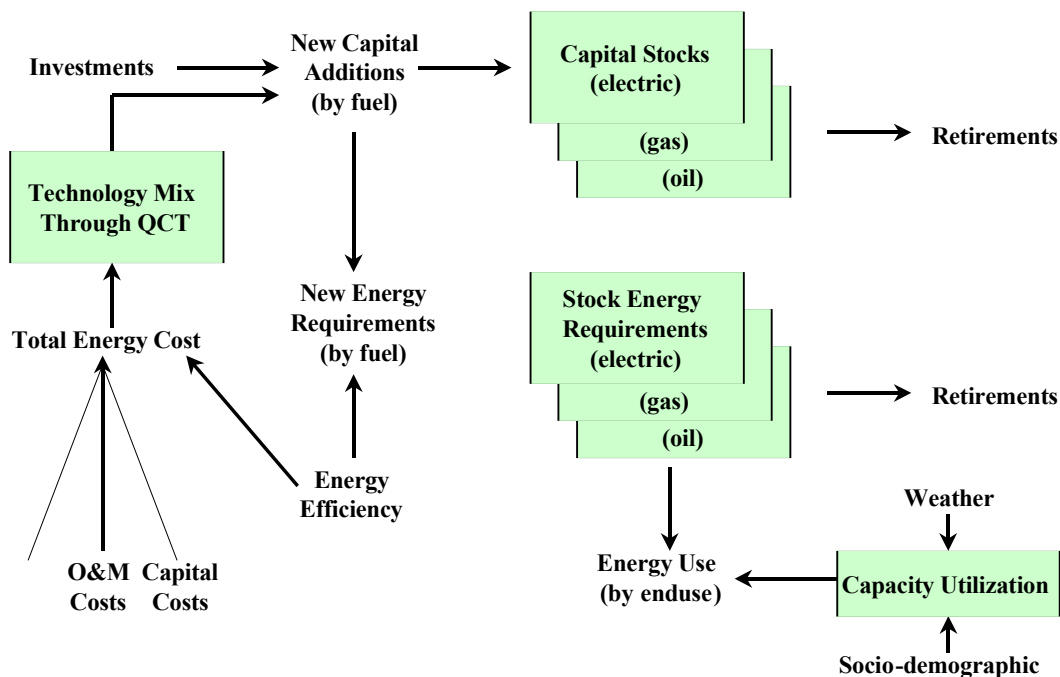 Investments
New Capital
Additions
(by fuel)
Capital Stocks
(electric)
(gas)
(oil)
Retirements
Technology Mix
Through QCT
New Energy
Requirements
(by fuel)
Stock Energy
Requirements
(electric)
(gas)
(oil)
Retirements
Total Energy Cost
Energy
Efficiency
O&M
Costs
Capital
Costs
Energy Use
(by enduse)
Weather
Capacity Utilization
Socio-demographic